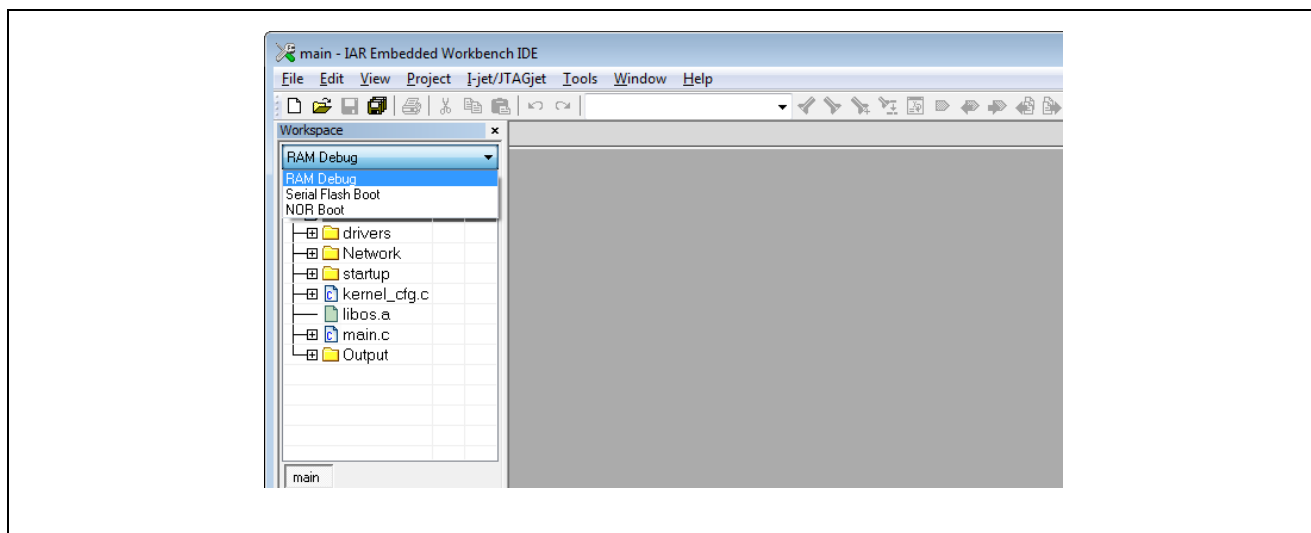 main - IAR Embedded Workbench IDE
File Edit View Project I-jet/JTAGjet Tools Window Help
Workspace
RAM Debug
RAM Debug
Serial Flash Boot
NOR Boot
drivers
Network
startup
kernel_cfg.c
libos.a
main.c
Output
main